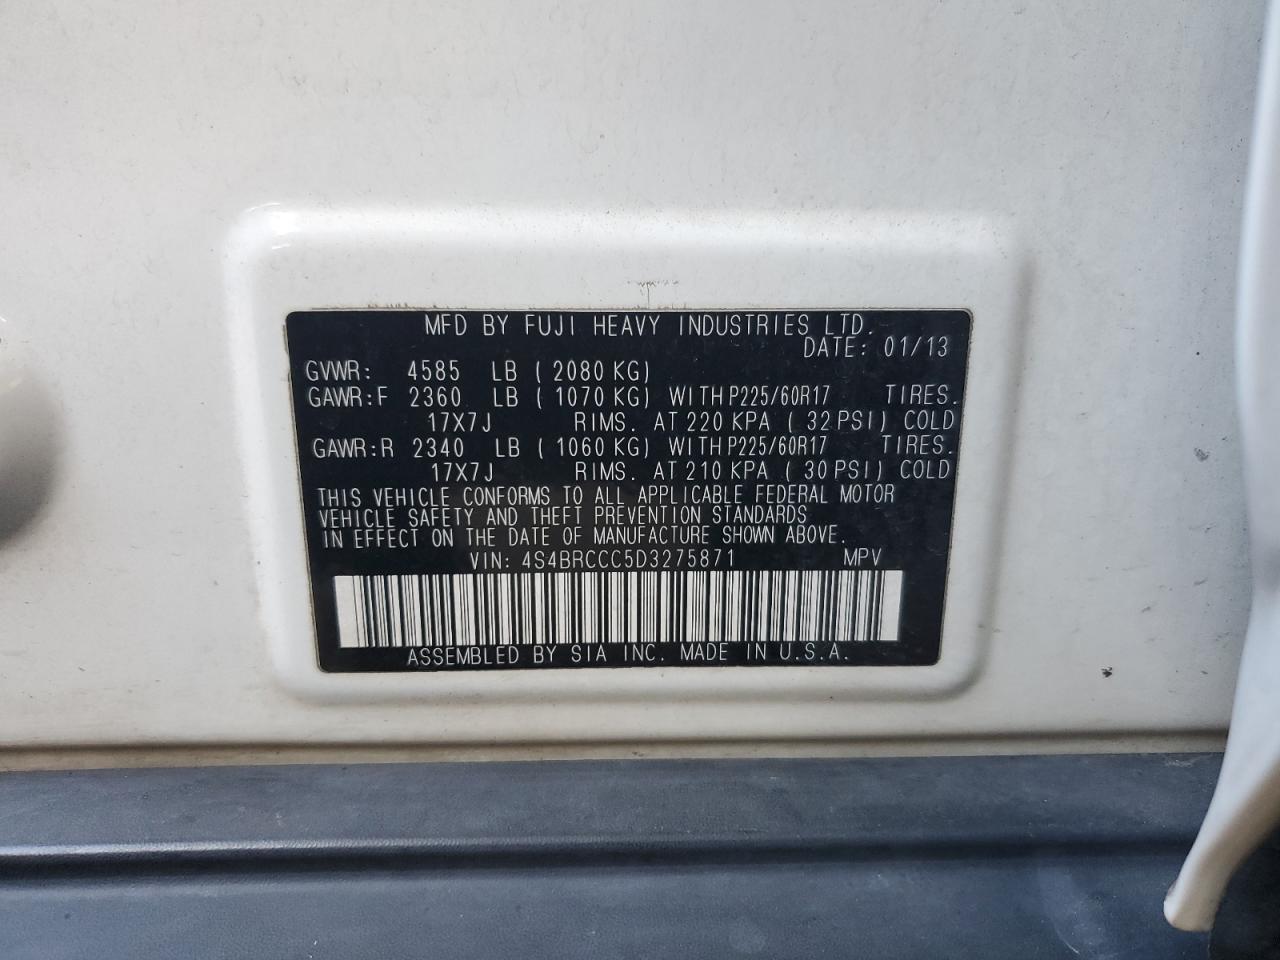 MFD BY FUJI HEAVY INDUSTRIES LTD.
DATE: 01/13
GVWR: 4585 LB ( 2080 KG)
GAWR:F 2360 LB ( 1070 KG) WITH P225/60R17 TIRES.
17X7J RIMS. AT 220 KPA ( 32 PSI) COLD
GAWR:R 2340 LB ( 1060 KG) WITH P225/60R17 TIRES.
17X7J RIMS. AT 210 KPA ( 30 PSI) COLD
THIS VEHICLE CONFORMS TO ALL APPLICABLE FEDERAL MOTOR
VEHICLE SAFETY AND THEFT PREVENTION STANDARDS
IN EFFECT ON THE DATE OF MANUFACTURE SHOWN ABOVE.
VIN: 4S4BRCCC5D3275871 MPV
ASSEMBLED BY SIA INC. MADE IN U.S.A.